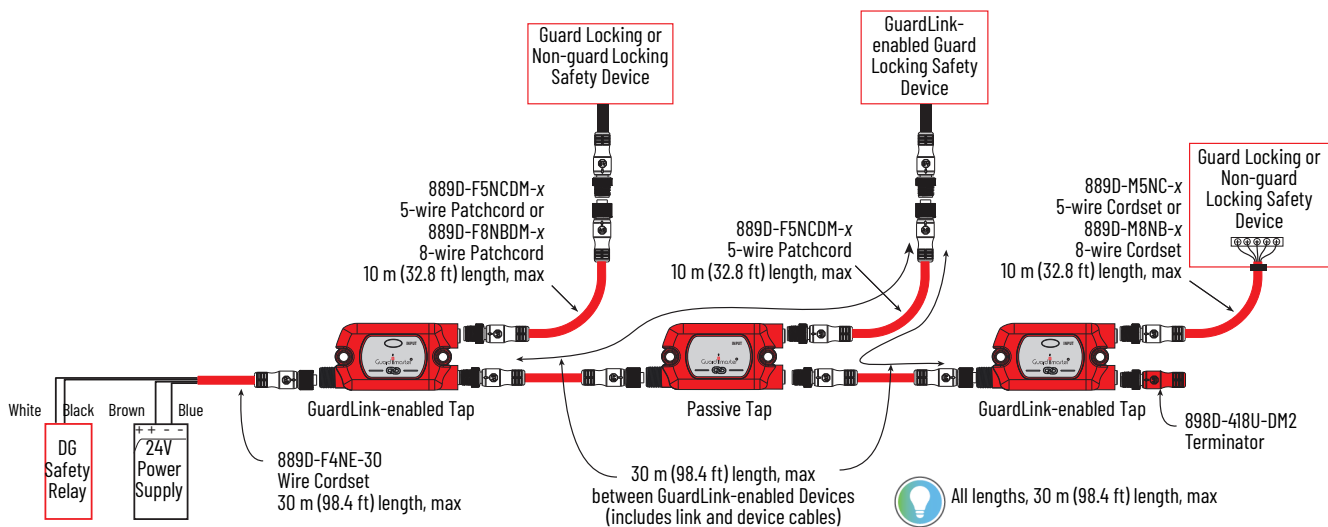 Guard Locking or
Non-guard Locking
Safety Device
GuardLink-
enabled Guard
Locking Safety
Device
Guard Locking or
Non-guard
Locking Safety
Device
889D-F5NCDM-x
5-wire Patchcord or
889D-F8NBDM-x
8-wire Patchcord
10 m (32.8 ft) length, max
889D-F5NCDM-x
5-wire Patchcord
10 m (32.8 ft) length, max
889D-M5NC-x
5-wire Cordset or
889D-M8NB-x
8-wire Cordset
10 m (32.8 ft) length, max
INPUT
Guardmaster
INPUT
Guardmaster
INPUT
Guardmaster
GuardLink-enabled Tap
Passive Tap
GuardLink-enabled Tap
White
Black
Brown
Blue
DG
Safety
Relay
+ + - -
24V
Power
Supply
889D-F4NE-30
Wire Cordset
30 m (98.4 ft) length, max
30 m (98.4 ft) length, max
between GuardLink-enabled Devices
(includes link and device cables)
898D-418U-DM2
Terminator
All lengths, 30 m (98.4 ft) length, max